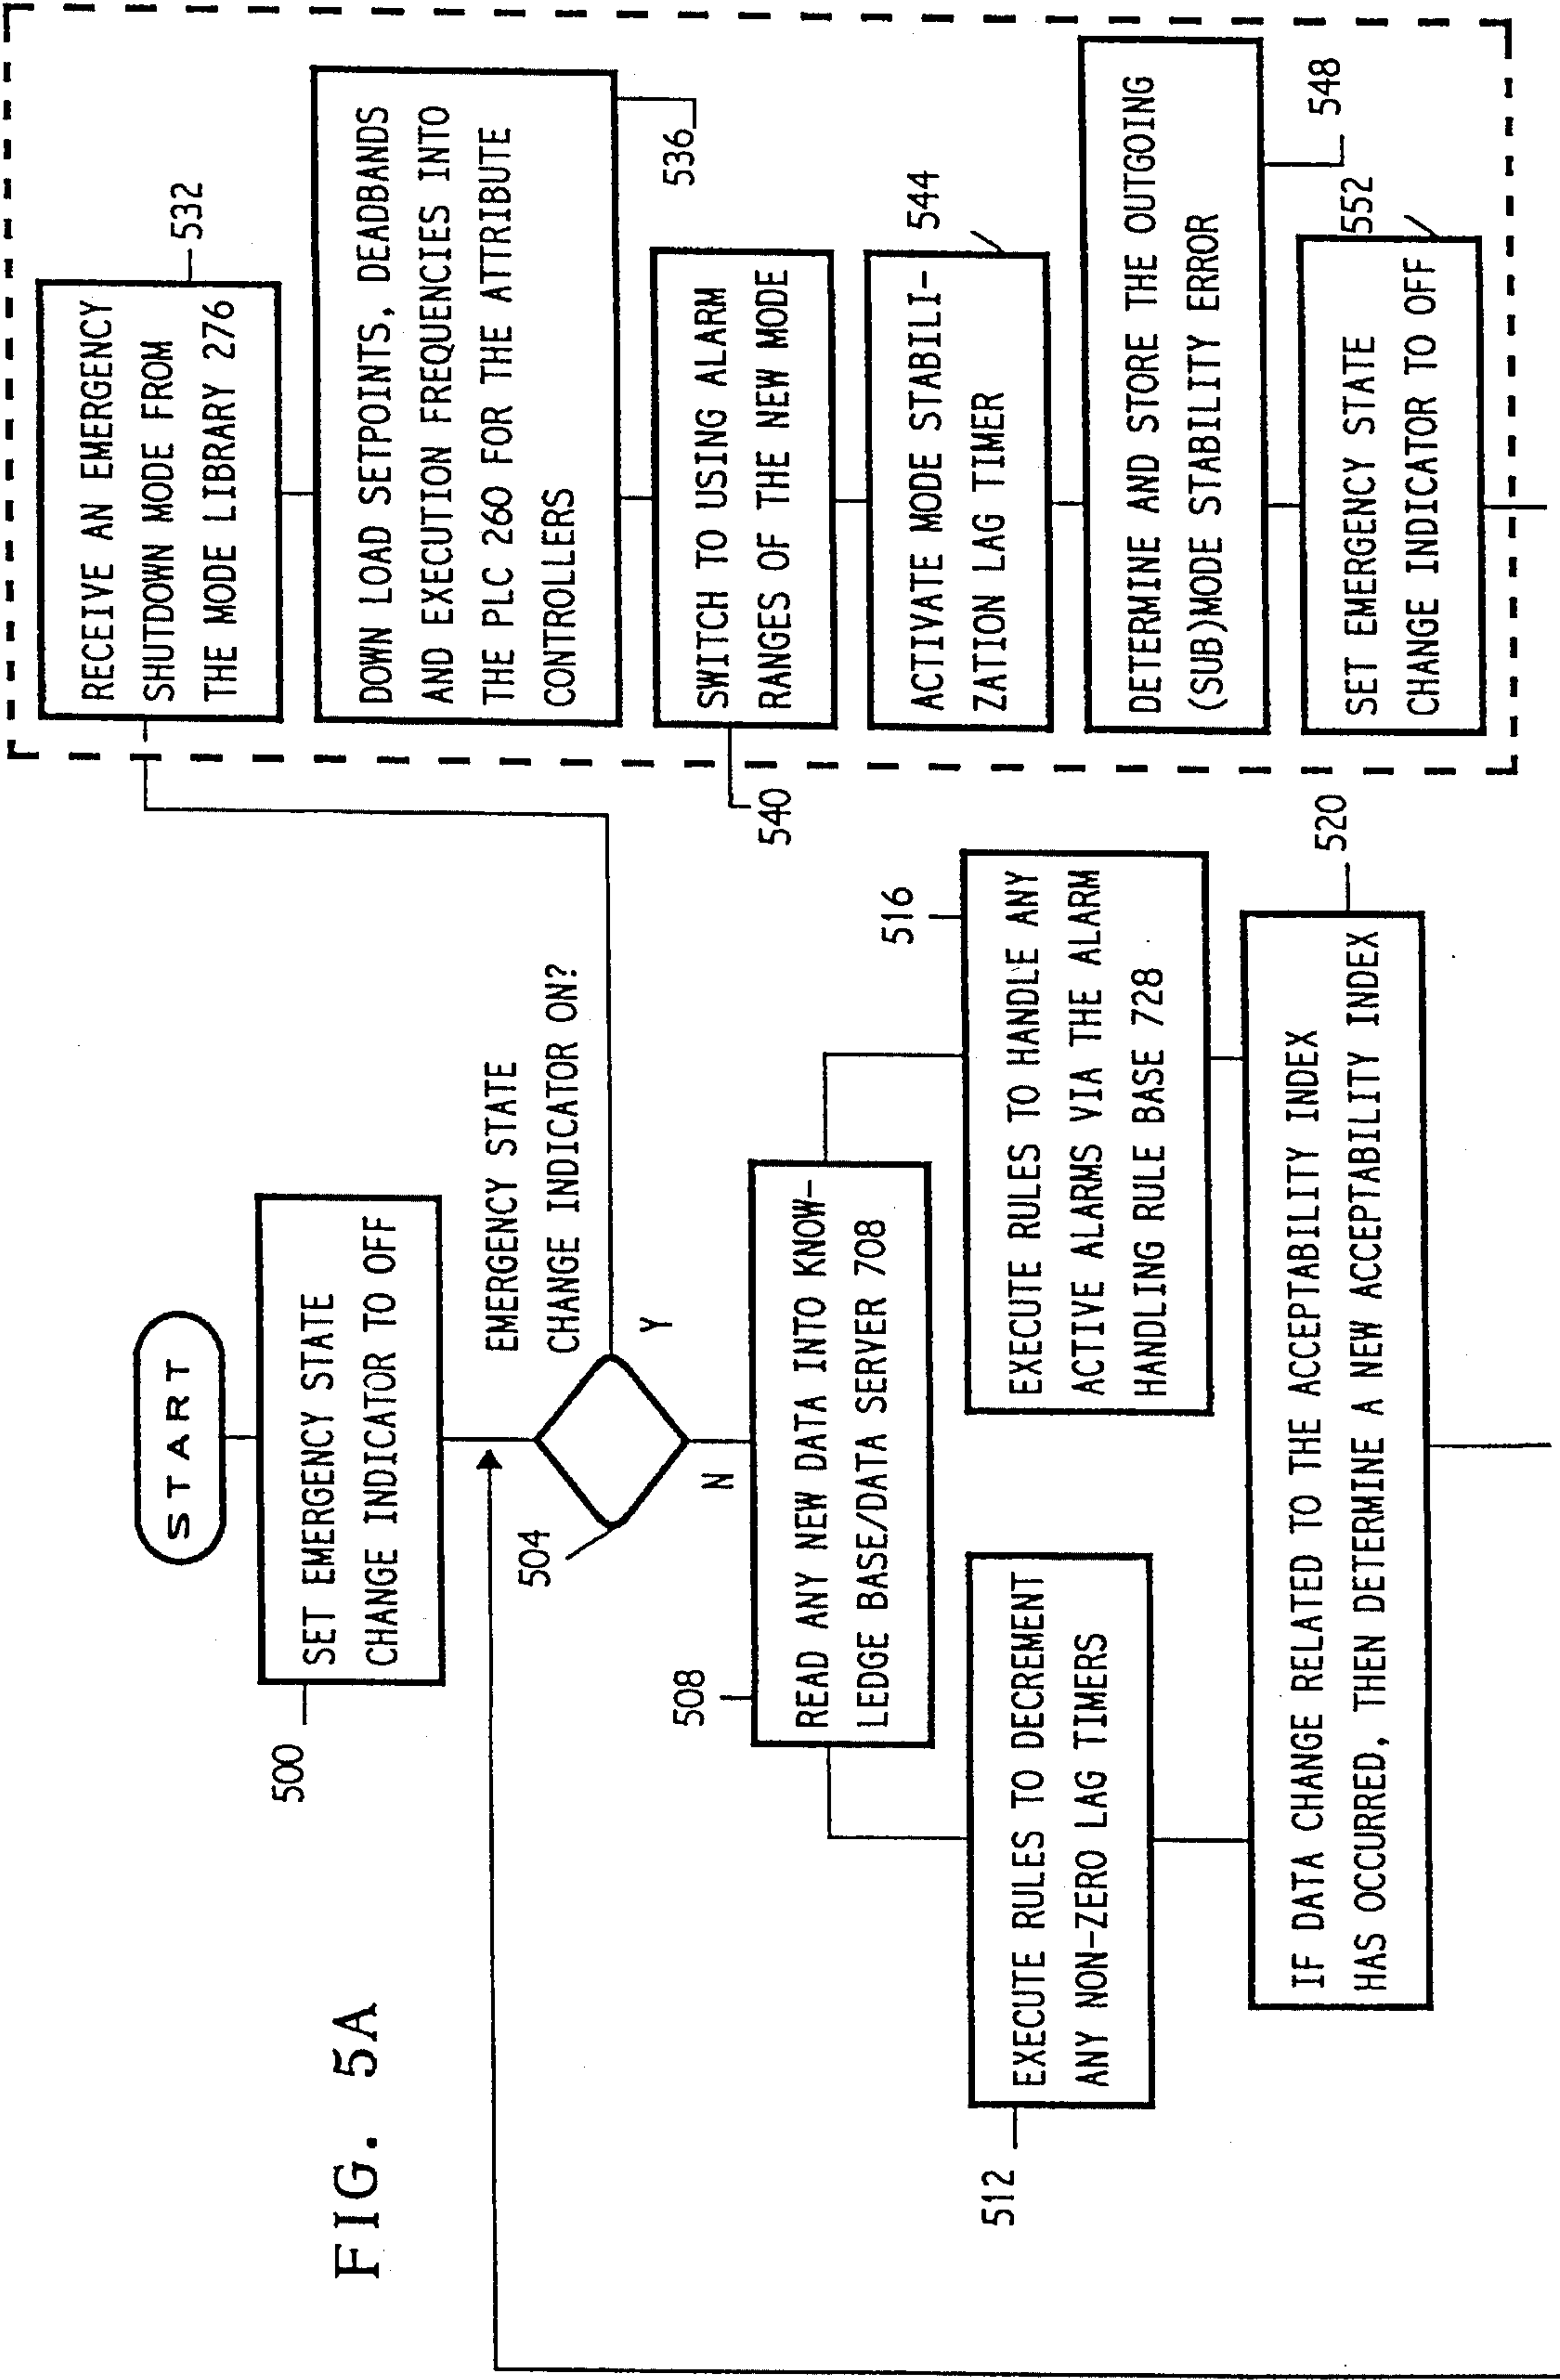 FIG. 5A
START
500
SET EMERGENCY STATE
CHANGE INDICATOR TO OFF
504
EMERGENCY STATE
CHANGE INDICATOR ON?
Y
N
508
READ ANY NEW DATA INTO KNOW-
LEDGE BASE/DATA SERVER 708
512
EXECUTE RULES TO DECREMENT
ANY NON-ZERO LAG TIMERS
516
EXECUTE RULES TO HANDLE ANY
ACTIVE ALARMS VIA THE ALARM
HANDLING RULE BASE 728
520
IF DATA CHANGE RELATED TO THE ACCEPTABILITY INDEX
HAS OCCURRED, THEN DETERMINE A NEW ACCEPTABILITY INDEX
RECEIVE AN EMERGENCY
SHUTDOWN MODE FROM
THE MODE LIBRARY 276
532
DOWN LOAD SETPOINTS, DEADBANDS
AND EXECUTION FREQUENCIES INTO
THE PLC 260 FOR THE ATTRIBUTE
CONTROLLERS
536
540
SWITCH TO USING ALARM
RANGES OF THE NEW MODE
544
ACTIVATE MODE STABILI-
ZATION LAG TIMER
DETERMINE AND STORE THE OUTGOING
(SUB)MODE STABILITY ERROR
548
552
SET EMERGENCY STATE
CHANGE INDICATOR TO OFF